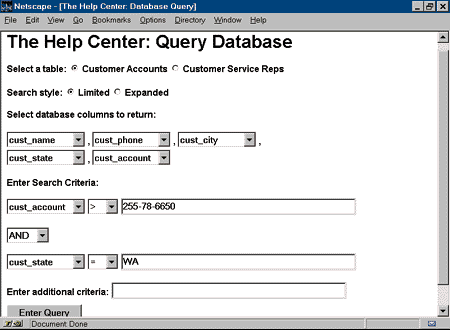 Netscape - [The Help Center: Database Query]
File Edit View Go Bookmarks Options Directory Window Help
The Help Center: Query Database
Select a table: Customer Accounts Customer Service Reps
Search style: Limited Expanded
Select database columns to return:
cust_name , cust_phone , cust_city ,
cust_state , cust_account
Enter Search Criteria:
cust_account > 255-78-6650
AND
cust_state = WA
Enter additional criteria:
Enter Query
Document Done